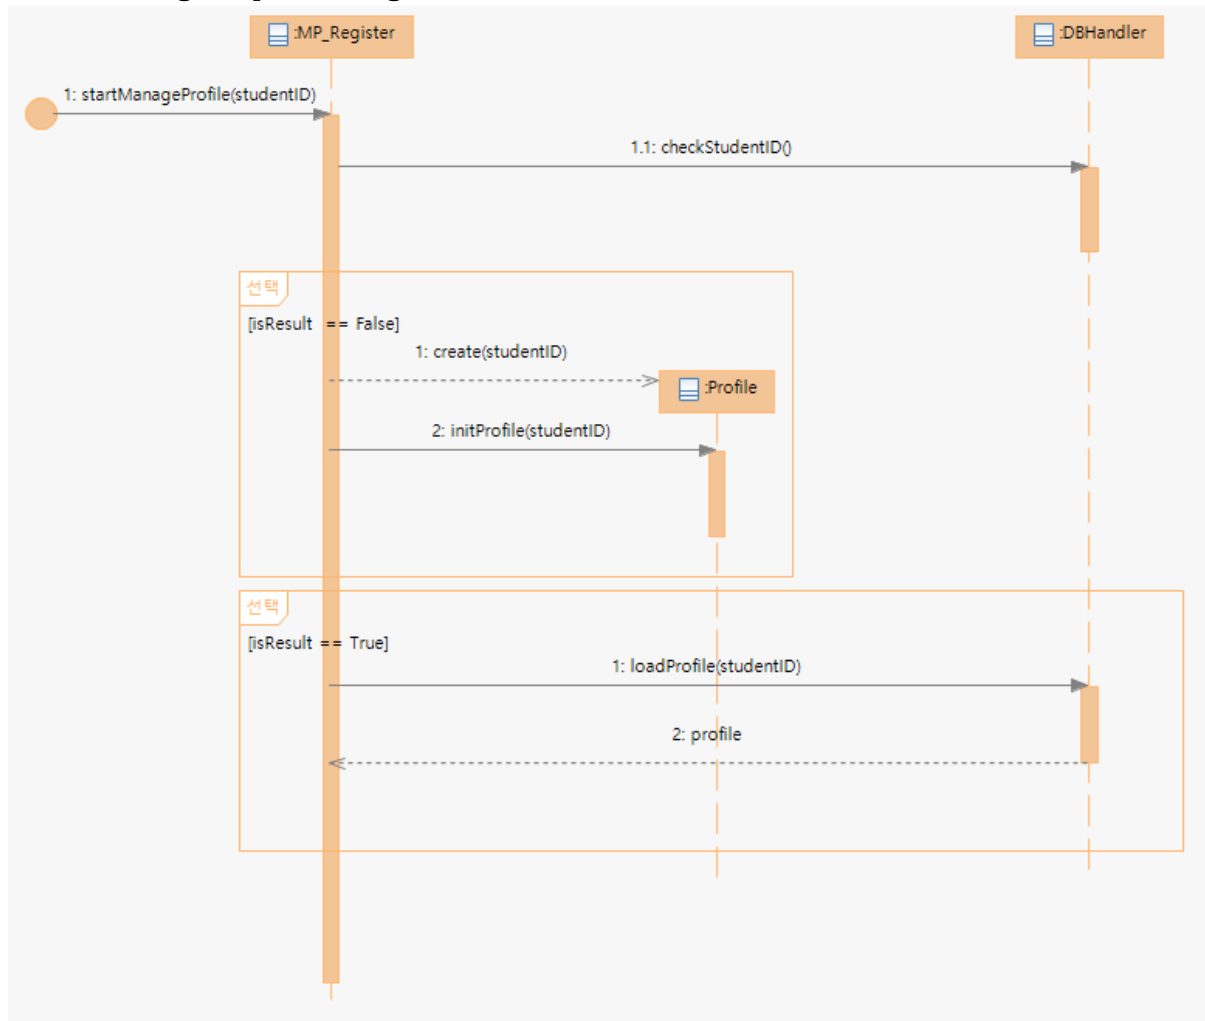 :MP_Register
:DBHandler
1: startManageProfile(studentID)
1.1: checkStudentID()
선택
[isResult == False]
1: create(studentID)
:Profile
2: initProfile(studentID)
선택
[isResult == True]
1: loadProfile(studentID)
2: profile